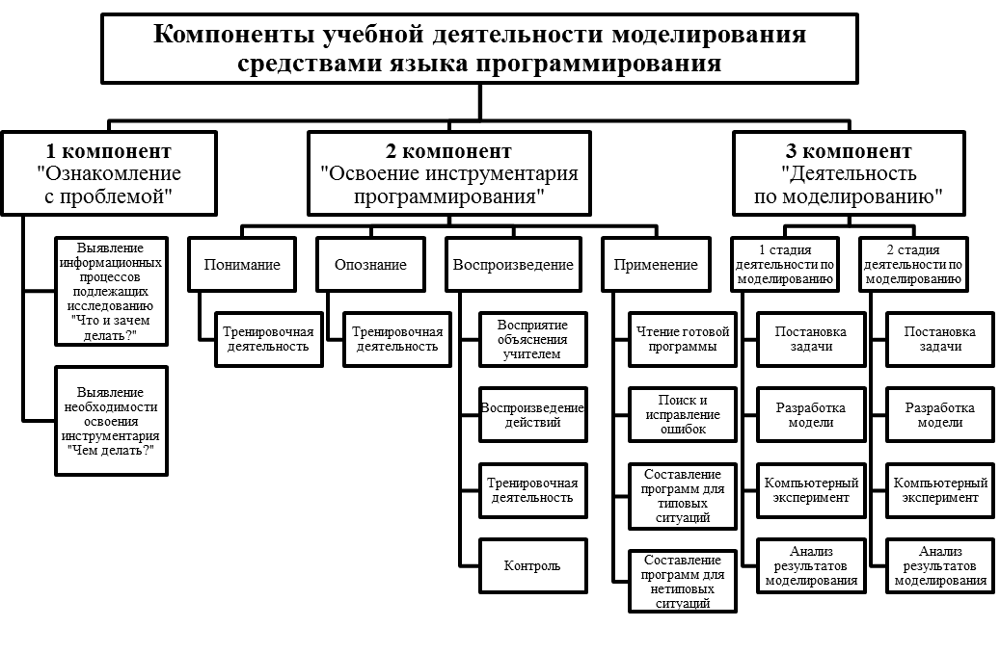 Компоненты учебной деятельности моделирования
средствами языка программирования
1 компонент
"Ознакомление
с проблемой"
Выявление
информационных
процессов
подлежащих
исследованию
"Что и зачем
делать?"
Выявление
необходимости
освоения
инструментария
"Чем делать?"
2 компонент
"Освоение инструментария
программирования"
Понимание
Тренировочная
деятельность
Опознание
Тренировочная
деятельность
Воспроизведение
Восприятие
объяснения
учителем
Воспроизведение
действий
Тренировочная
деятельность
Контроль
Применение
Чтение готовой
программы
Поиск и
исправление
ошибок
Составление
программ для
типовых
ситуаций
Составление
программ для
нетиповых
ситуаций
3 компонент
"Деятельность
по моделированию"
1 стадия
деятельности по
моделированию
Постановка
задачи
Разработка
модели
Компьютерный
эксперимент
Анализ
результатов
моделирования
2 стадия
деятельности по
моделированию
Постановка
задачи
Разработка
модели
Компьютерный
эксперимент
Анализ
результатов
моделирования